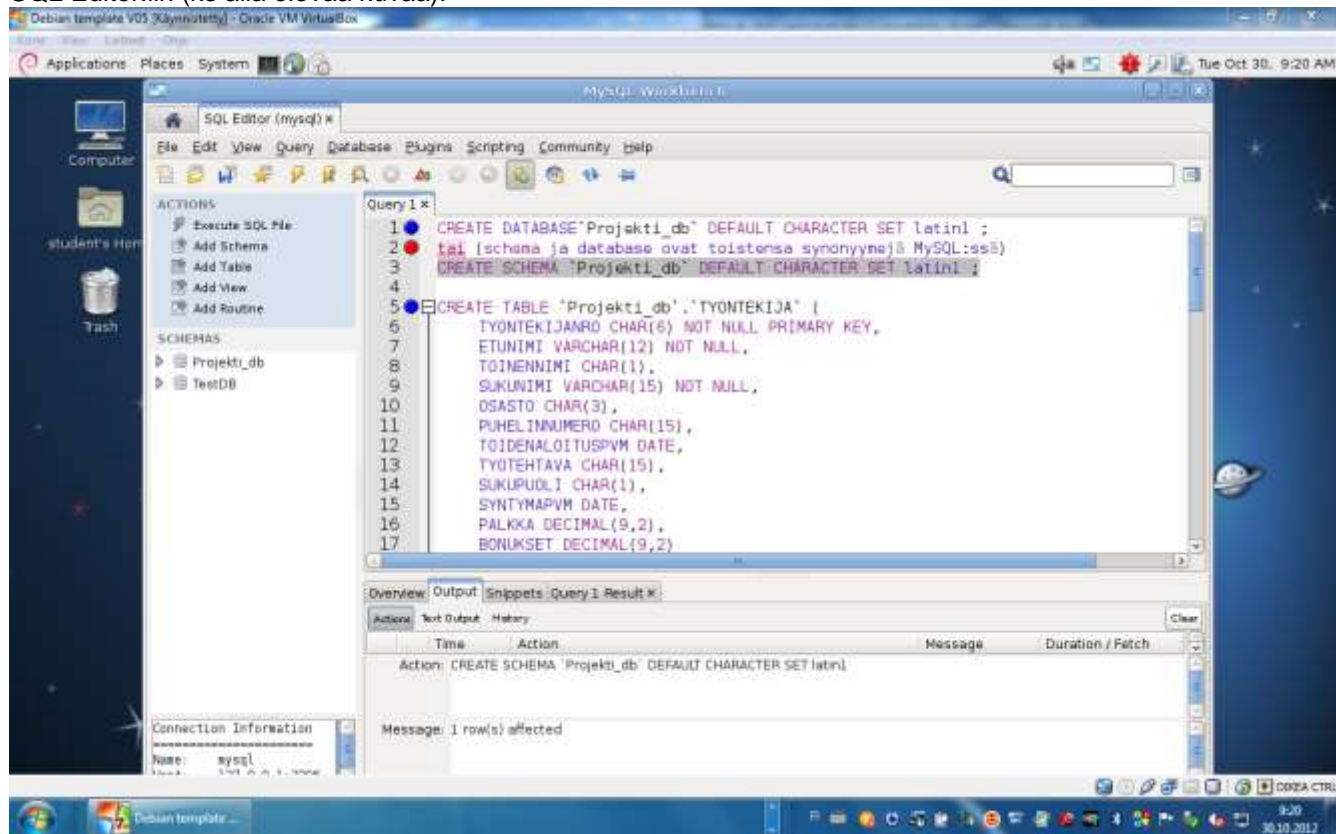 Debian template V05 [Käynnistetty] - Oracle VM VirtualBox
Applications Places System
Tue Oct 30, 9:20 AM
MySQL Workbench
SQL Editor (mysql)
File Edit View Query Database Plugins Scripting Community Help
Computer
student's Hom
Trash
ACTIONS
Execute SQL File
Add Schema
Add Table
Add View
Add Routine
SCHEMAS
Projekti_db
TestDB
Query 1
1 CREATE DATABASE`Projekti_db` DEFAULT CHARACTER SET latin1 ;
2 tai (schema ja database ovat toistensa synonyymejä MySQL:ssä)
3 CREATE SCHEMA `Projekti_db` DEFAULT CHARACTER SET latin1 ;
4
5 CREATE TABLE `Projekti_db`.`TYONTEKIJA` (
6 TYONTEKIJANRO CHAR(6) NOT NULL PRIMARY KEY,
7 ETUNIMI VARCHAR(12) NOT NULL,
8 TOINENNIMI CHAR(1),
9 SUKUNIMI VARCHAR(15) NOT NULL,
10 OSASTO CHAR(3),
11 PUHELINNUMERO CHAR(15),
12 TOIDENALOITUSPVM DATE,
13 TYOTEHTAVA CHAR(15),
14 SUKUPUOLI CHAR(1),
15 SYNTYMAPVM DATE,
16 PALKKA DECIMAL(9,2),
17 BONUKSET DECIMAL(9,2)
Overview Output Snippets Query 1 Result
Actions Text Output History
Clear
Time Action Message Duration / Fetch
Action: CREATE SCHEMA `Projekti_db` DEFAULT CHARACTER SET latin1
Message: 1 row(s) affected
Connection Information
Name: mysql
Debian template ...
9:20
30.10.2012